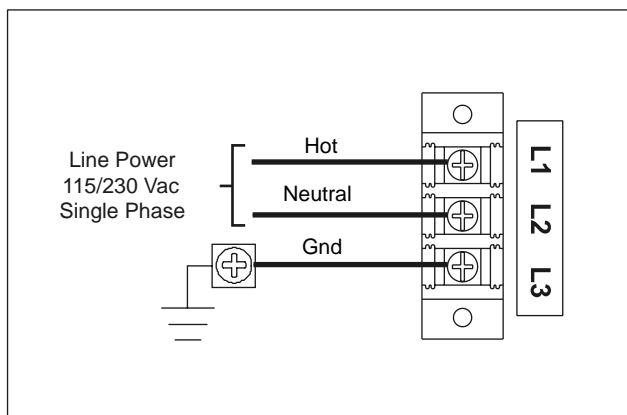 Line Power
115/230 Vac
Single Phase
Hot
Neutral
Gnd
L1
L2
L3